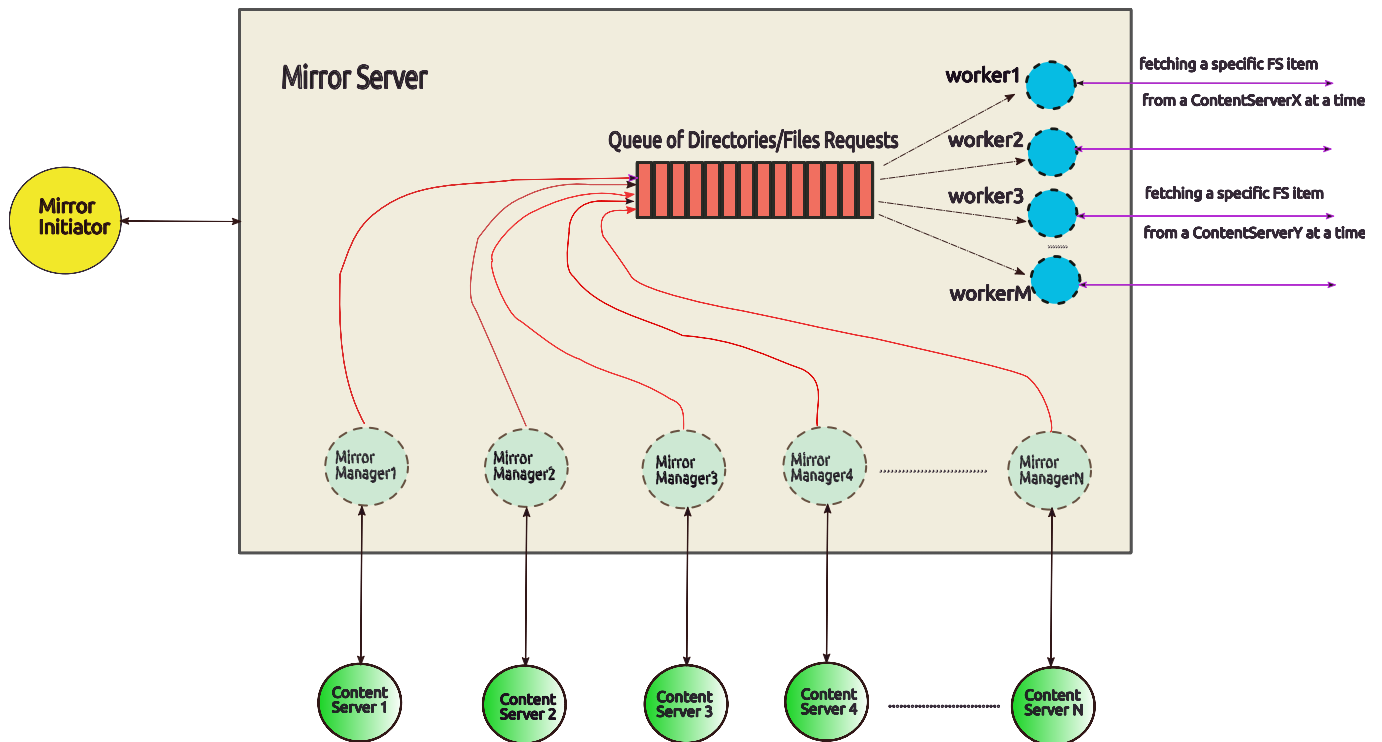 Mirror Server
Queue of Directories/Files Requests
worker1
worker2
worker3
workerM
fetching a specific FS item
from a ContentServerX at a time
fetching a specific FS item
from a ContentServerY at a time
Mirror
Initiator
Mirror
Manager1
Mirror
Manager2
Mirror
Manager3
Mirror
Manager4
Mirror
ManagerN
Content
Server 1
Content
Server 2
Content
Server 3
Content
Server 4
Content
Server N